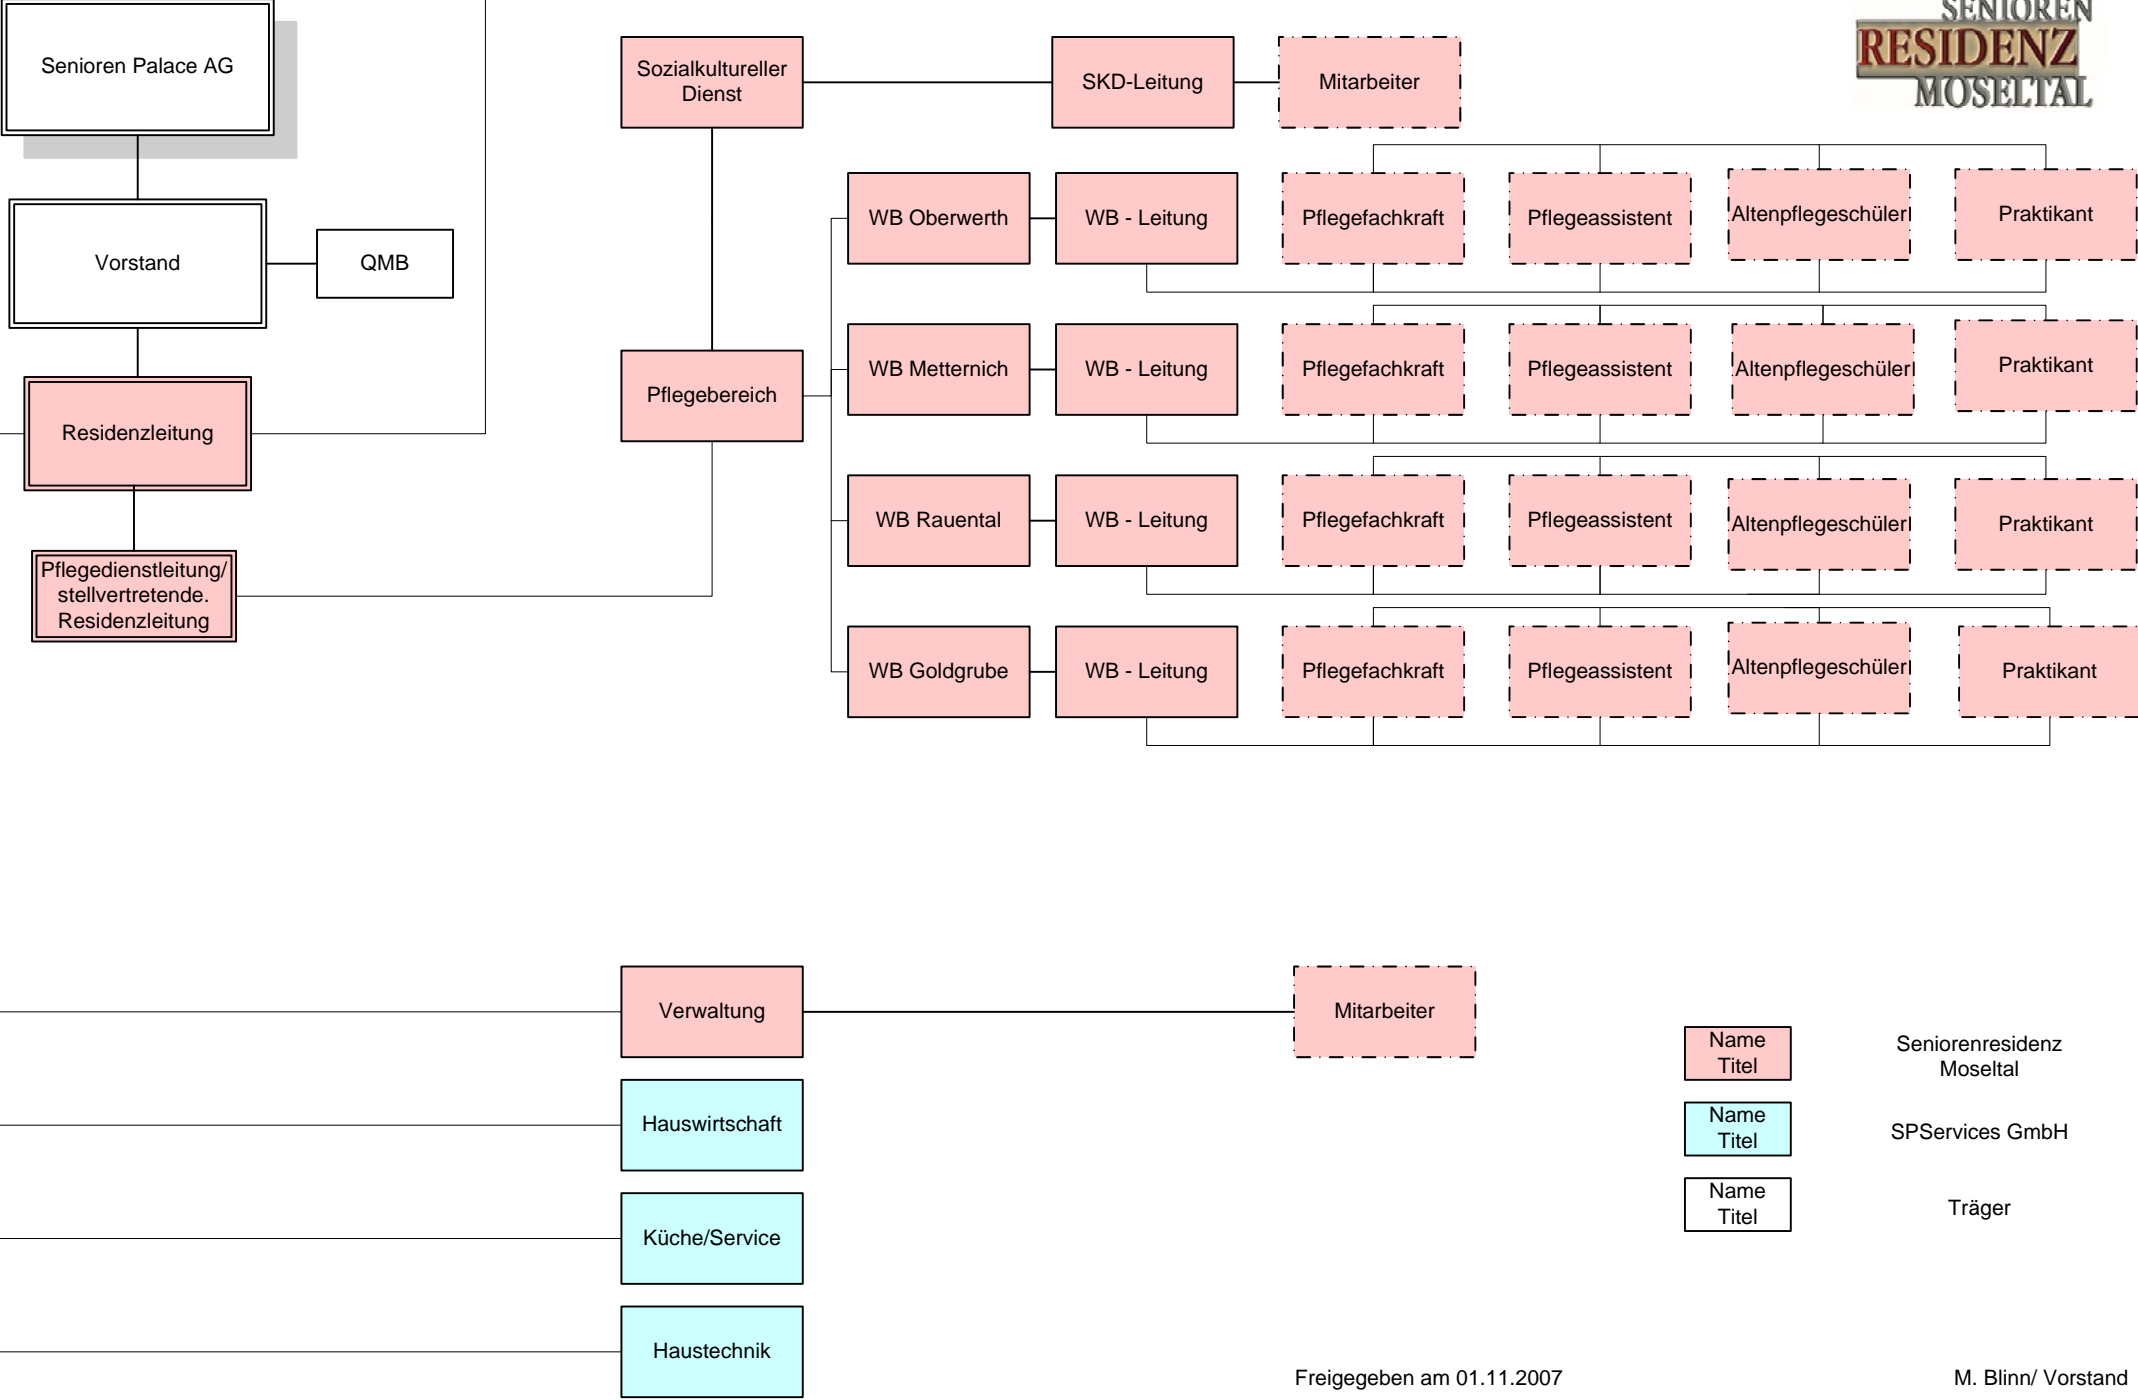 Senioren Palace AG
Vorstand
QMB
Residenzleitung
Pflegedienstleitung/
stellvertretende.
Residenzleitung
Sozialkultureller
Dienst
SKD-Leitung
Mitarbeiter
SENIOREN
RESIDENZ
MOSELTAL
Pflegebereich
WB Oberwerth
WB - Leitung
Pflegefachkraft
Pflegeassistent
Altenpflegeschüler
Praktikant
WB Metternich
WB - Leitung
Pflegefachkraft
Pflegeassistent
Altenpflegeschüler
Praktikant
WB Rauental
WB - Leitung
Pflegefachkraft
Pflegeassistent
Altenpflegeschüler
Praktikant
WB Goldgrube
WB - Leitung
Pflegefachkraft
Pflegeassistent
Altenpflegeschüler
Praktikant
Verwaltung
Mitarbeiter
Hauswirtschaft
Küche/Service
Haustechnik
Name
Titel
Seniorenresidenz
Moseltal
Name
Titel
SPServices GmbH
Name
Titel
Träger
Freigegeben am 01.11.2007
M. Blinn/ Vorstand